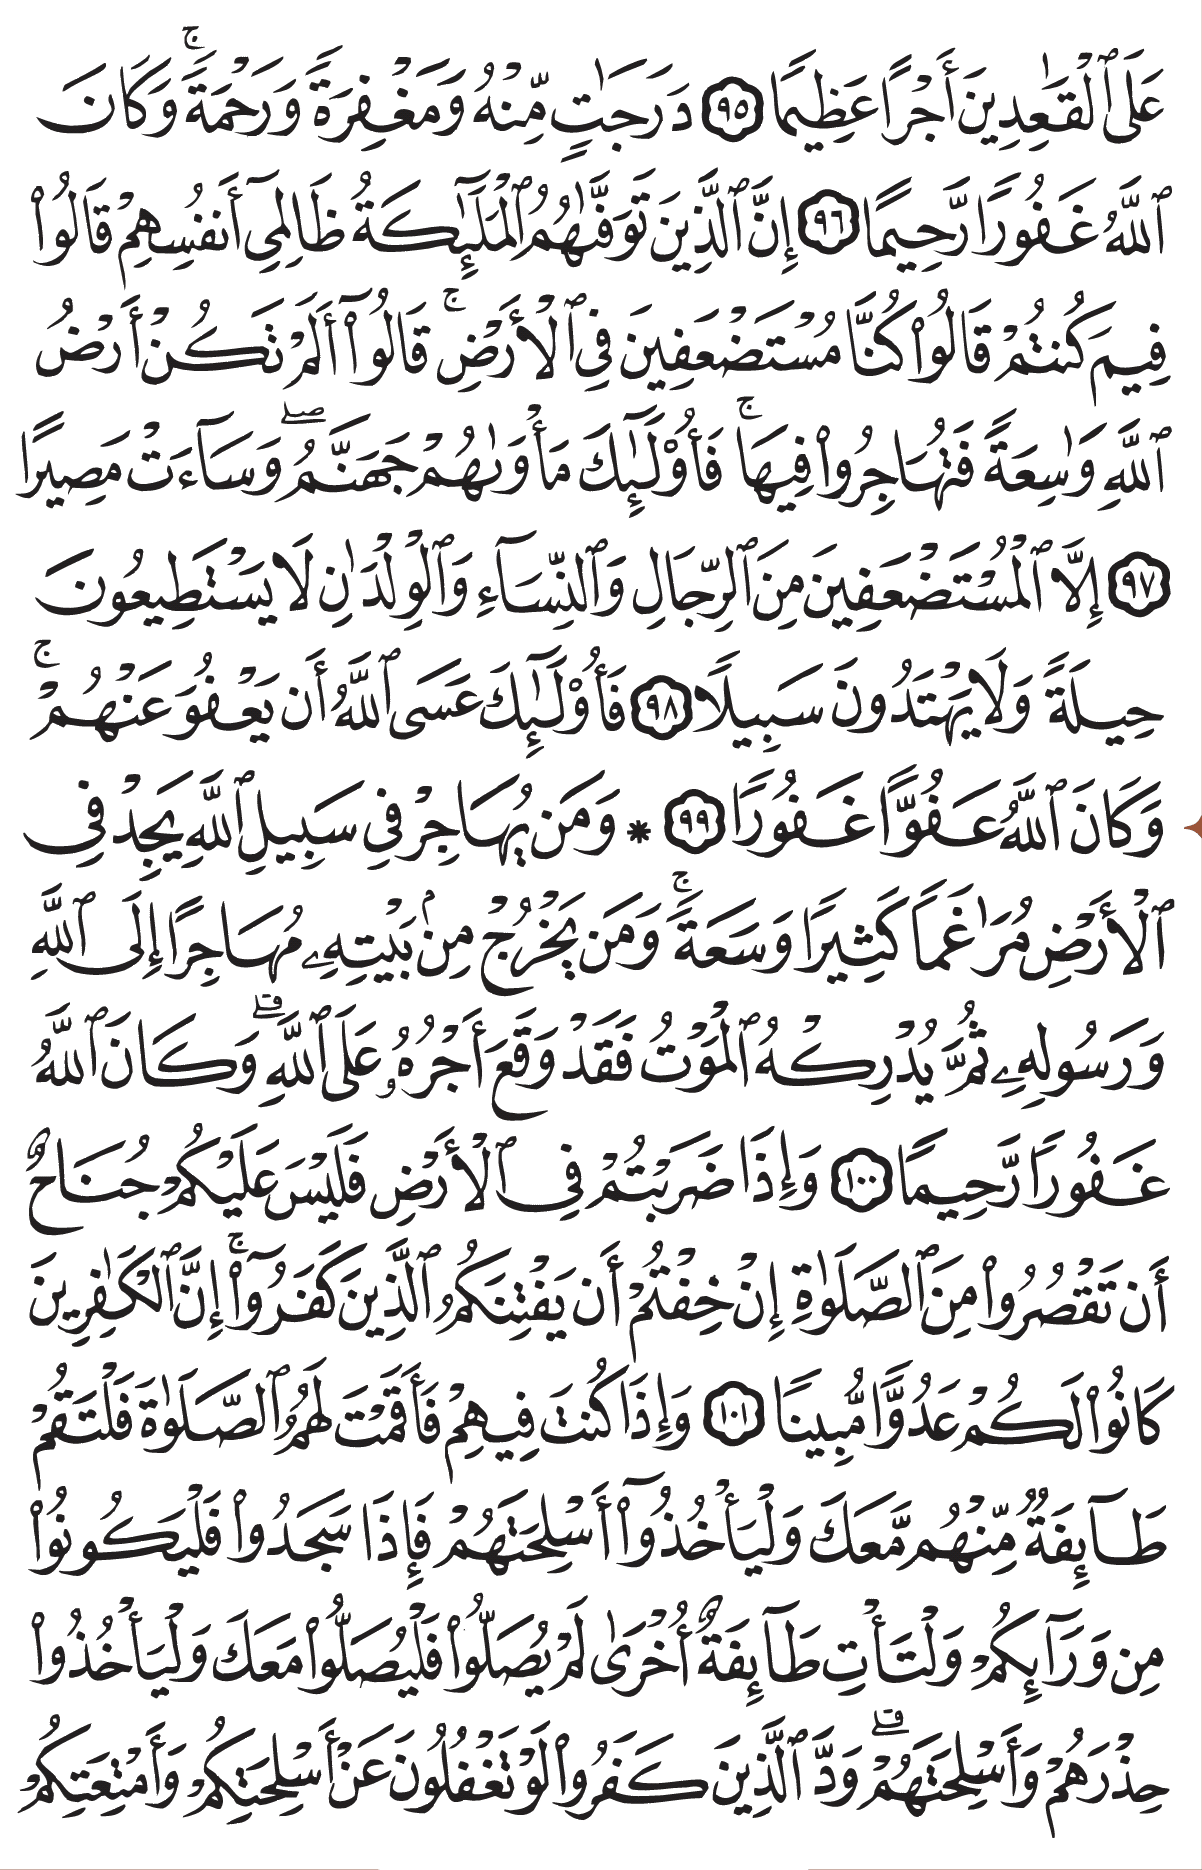 عَلَى ٱلۡقَٰعِدِينَ أَجۡرًا عَظِيمٗا ٩٥ دَرَجَٰتٖ مِّنۡهُ وَمَغۡفِرَةٗ وَرَحۡمَةٗۚ وَكَانَ
ٱللَّهُ غَفُورٗا رَّحِيمًا ٩٦ إِنَّ ٱلَّذِينَ تَوَفَّىٰهُمُ ٱلۡمَلَٰٓئِكَةُ ظَالِمِيٓ أَنفُسِهِمۡ قَالُواْ
فِيمَ كُنتُمۡۖ قَالُواْ كُنَّا مُسۡتَضۡعَفِينَ فِي ٱلۡأَرۡضِۚ قَالُوٓاْ أَلَمۡ تَكُنۡ أَرۡضُ
ٱللَّهِ وَٰسِعَةٗ فَتُهَاجِرُواْ فِيهَاۚ فَأُوْلَٰٓئِكَ مَأۡوَىٰهُمۡ جَهَنَّمُۖ وَسَآءَتۡ مَصِيرًا
٩٧ إِلَّا ٱلۡمُسۡتَضۡعَفِينَ مِنَ ٱلرِّجَالِ وَٱلنِّسَآءِ وَٱلۡوِلۡدَٰنِ لَا يَسۡتَطِيعُونَ
حِيلَةٗ وَلَا يَهۡتَدُونَ سَبِيلٗا ٩٨ فَأُوْلَٰٓئِكَ عَسَى ٱللَّهُ أَن يَعۡفُوَ عَنۡهُمۡۚ
وَكَانَ ٱللَّهُ عَفُوًّا غَفُورٗا ٩٩ * وَمَن يُهَاجِرۡ فِي سَبِيلِ ٱللَّهِ يَجِدۡ فِي
ٱلۡأَرۡضِ مُرَٰغَمٗا كَثِيرٗا وَسَعَةٗۚ وَمَن يَخۡرُجۡ مِنۢ بَيۡتِهِۦ مُهَاجِرًا إِلَى ٱللَّهِ
وَرَسُولِهِۦ ثُمَّ يُدۡرِكۡهُ ٱلۡمَوۡتُ فَقَدۡ وَقَعَ أَجۡرُهُۥ عَلَى ٱللَّهِۗ وَكَانَ ٱللَّهُ
غَفُورٗا رَّحِيمٗا ١٠٠ وَإِذَا ضَرَبۡتُمۡ فِي ٱلۡأَرۡضِ فَلَيۡسَ عَلَيۡكُمۡ جُنَاحٌ
أَن تَقۡصُرُواْ مِنَ ٱلصَّلَوٰةِ إِنۡ خِفۡتُمۡ أَن يَفۡتِنَكُمُ ٱلَّذِينَ كَفَرُوٓاْۚ إِنَّ ٱلۡكَٰفِرِينَ
كَانُواْ لَكُمۡ عَدُوّٗا مُّبِينٗا ١٠١ وَإِذَا كُنتَ فِيهِمۡ فَأَقَمۡتَ لَهُمُ ٱلصَّلَوٰةَ فَلۡتَقُمۡ
طَآئِفَةٞ مِّنۡهُم مَّعَكَ وَلۡيَأۡخُذُوٓاْ أَسۡلِحَتَهُمۡۖ فَإِذَا سَجَدُواْ فَلۡيَكُونُواْ
مِن وَرَآئِكُمۡ وَلۡتَأۡتِ طَآئِفَةٌ أُخۡرَىٰ لَمۡ يُصَلُّواْ فَلۡيُصَلُّواْ مَعَكَ وَلۡيَأۡخُذُواْ
حِذۡرَهُمۡ وَأَسۡلِحَتَهُمۡۗ وَدَّ ٱلَّذِينَ كَفَرُواْ لَوۡ تَغۡفُلُونَ عَنۡ أَسۡلِحَتِكُمۡ وَأَمۡتِعَتِكُمۡ